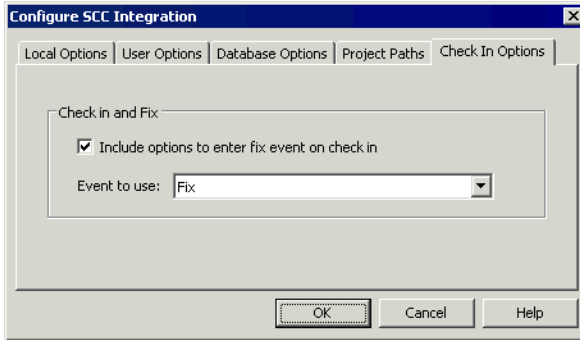 Configure SCC Integration
Local Options User Options Database Options Project Paths Check In Options
Check in and Fix
Include options to enter fix event on check in
Event to use: Fix
OK Cancel Help